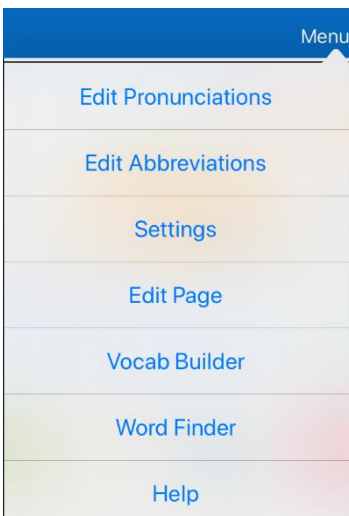 Menu
Edit Pronunciations
Edit Abbreviations
Settings
Edit Page
Vocab Builder
Word Finder
Help